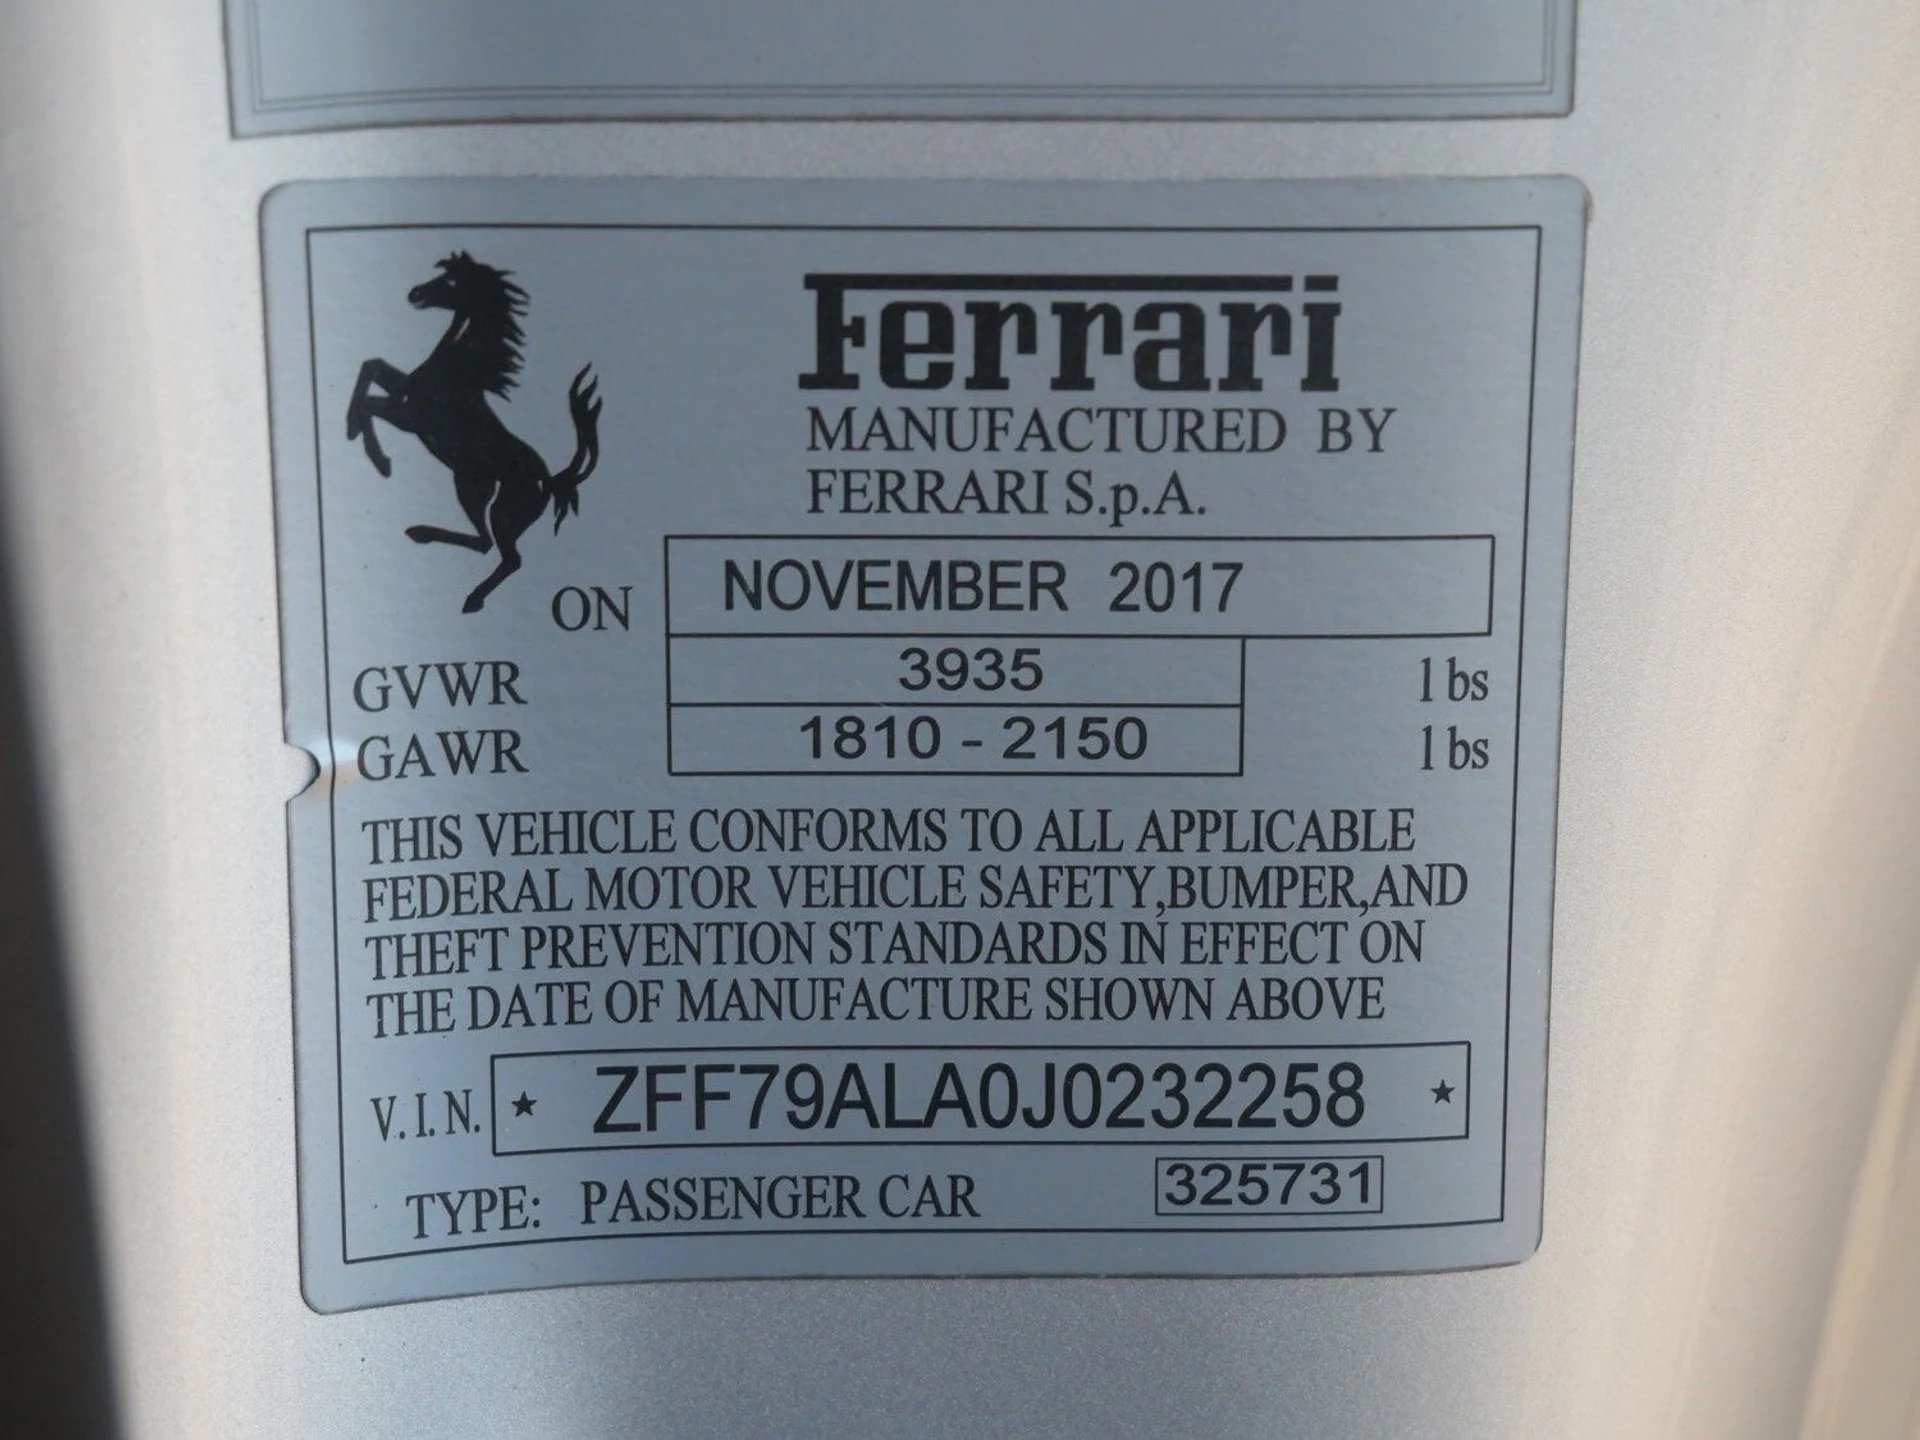 Ferrari
MANUFACTURED BY
FERRARI S.p.A.
ON NOVEMBER 2017
GVWR 3935 lbs
GAWR 1810 - 2150 lbs
THIS VEHICLE CONFORMS TO ALL APPLICABLE
FEDERAL MOTOR VEHICLE SAFETY,BUMPER,AND
THEFT PREVENTION STANDARDS IN EFFECT ON
THE DATE OF MANUFACTURE SHOWN ABOVE
V.I.N. ★ ZFF79ALA0J0232258 ★
TYPE: PASSENGER CAR 325731